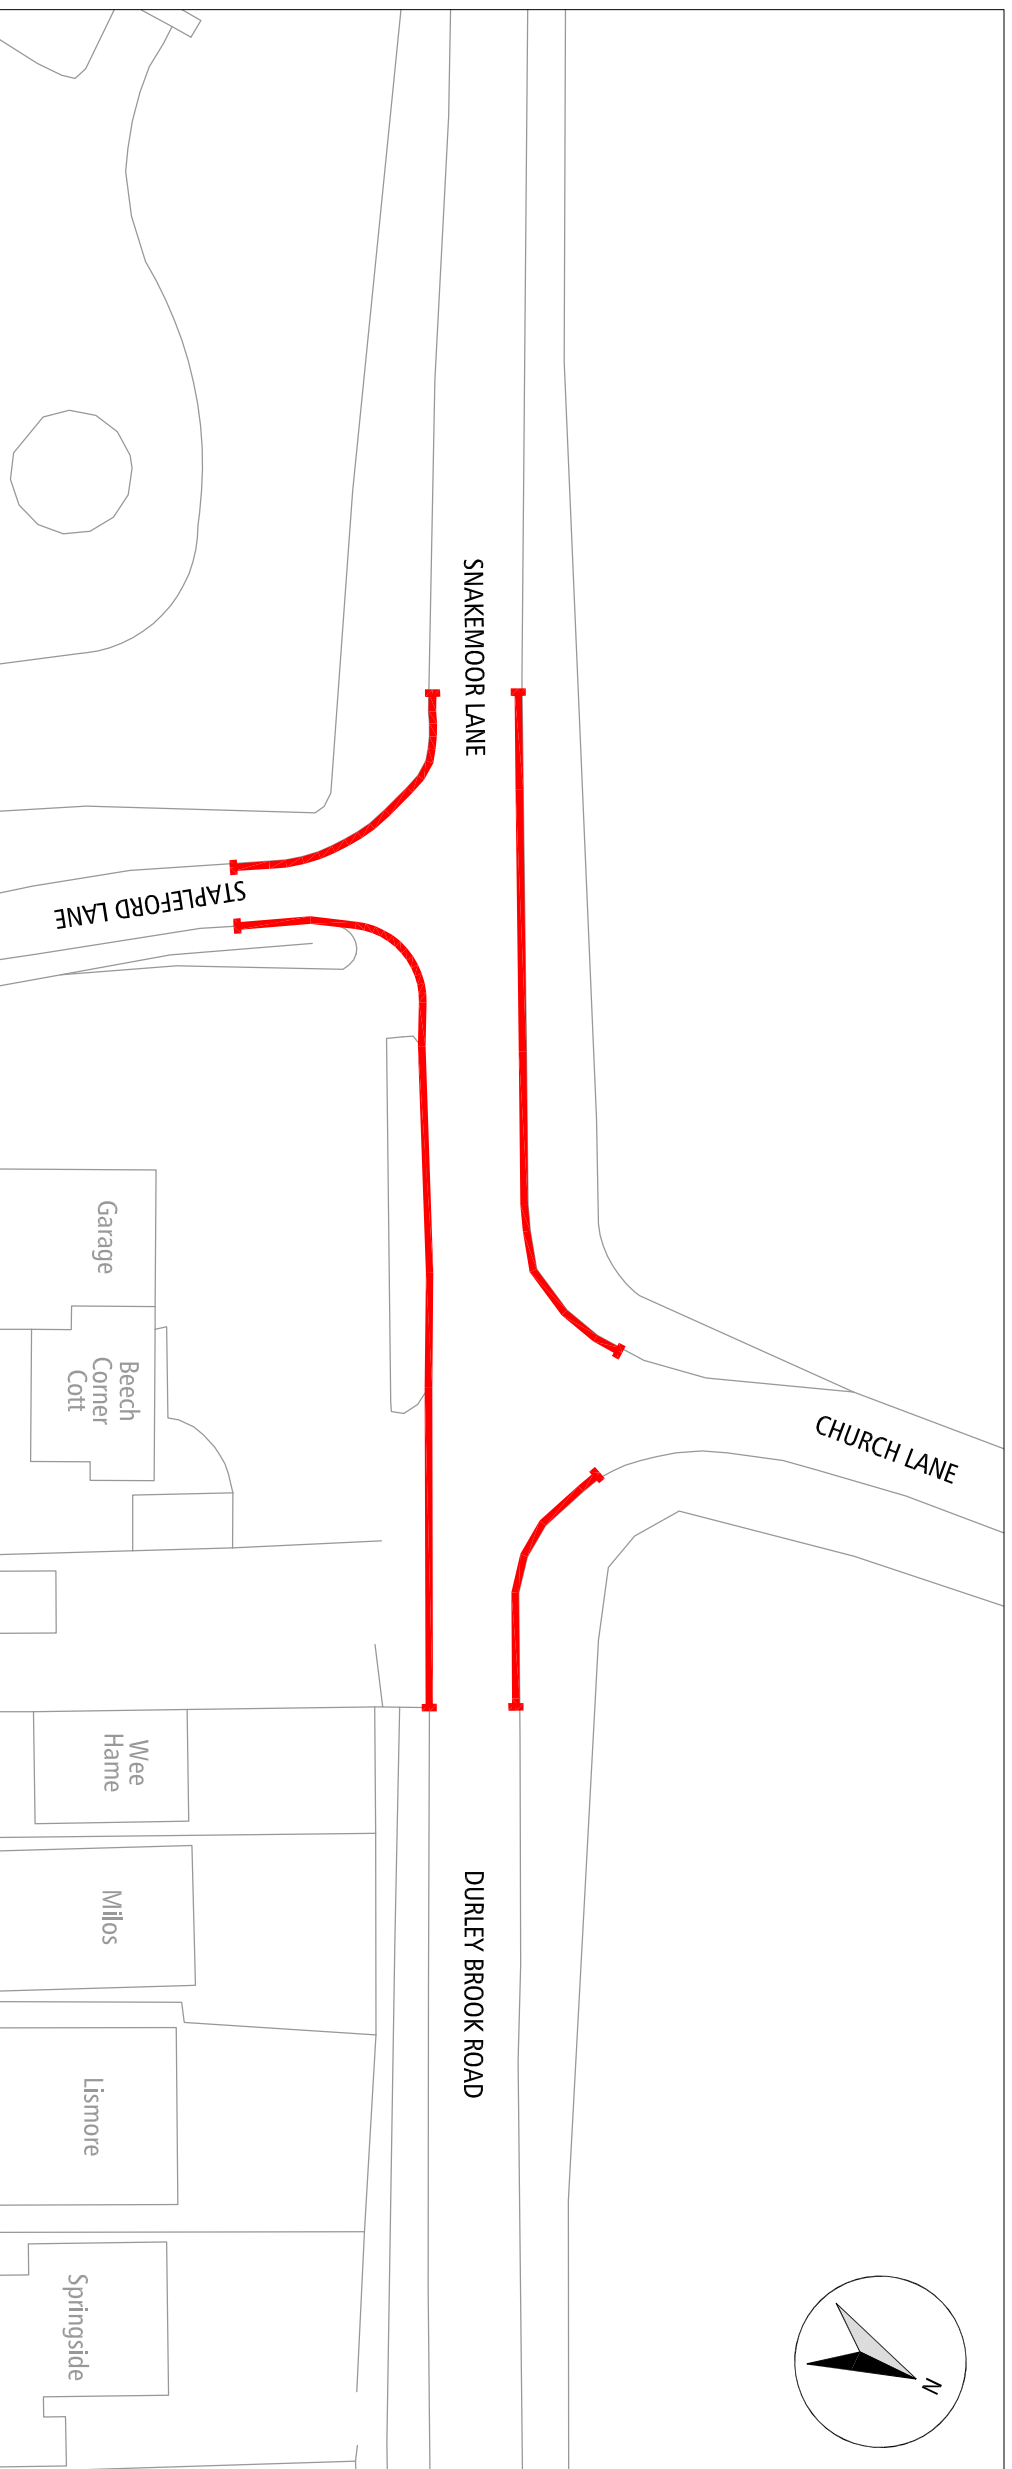 SNAKEMOOR LANE
STAPLEFORD LANE
Garage
Beech
Corner
Cott
CHURCH LANE
Wee
Hame
Milos
DURLEY BROOK ROAD
Lismore
Springside
N